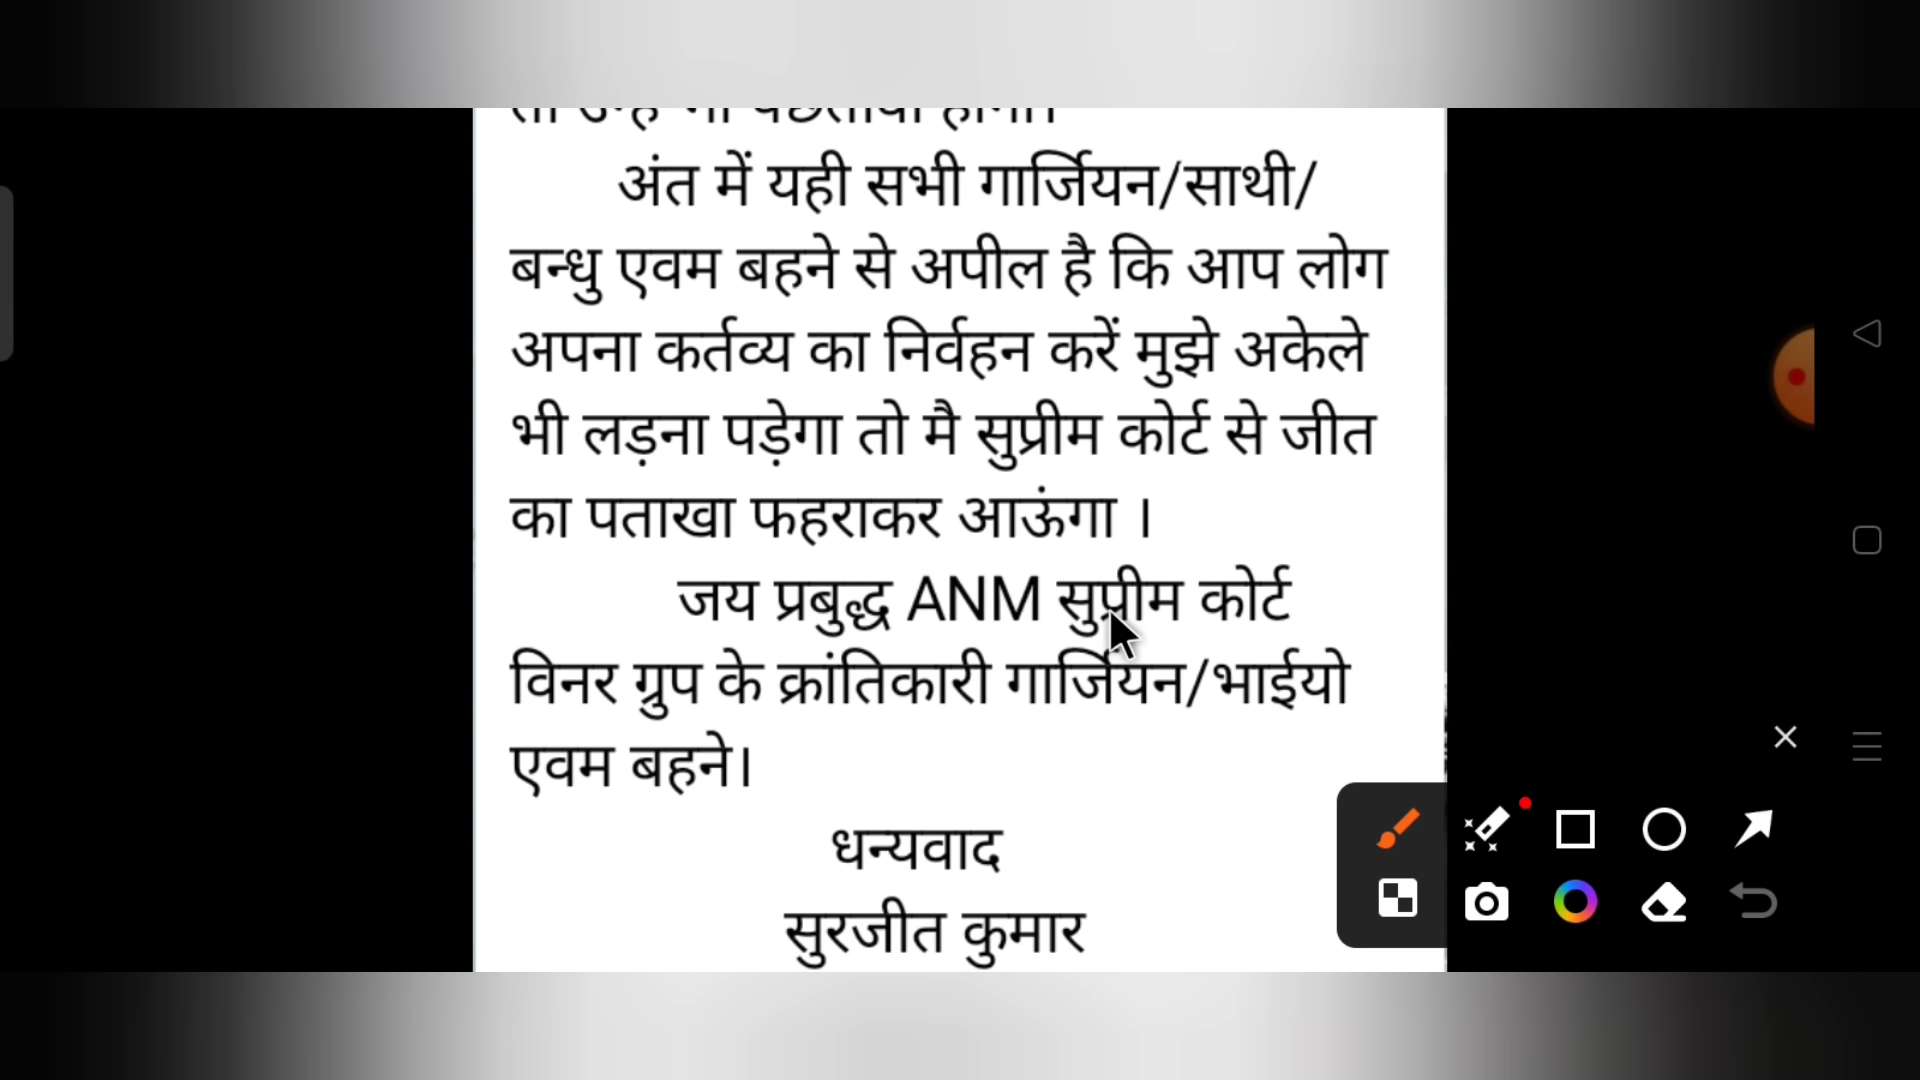 अंत में यही सभी गार्जियन/साथी/
बन्धु एवम बहने से अपील है कि आप लोग
अपना कर्तव्य का निर्वहन करें मुझे अकेले
भी लड़ना पड़ेगा तो मै सुप्रीम कोर्ट से जीत
का पताखा फहराकर आऊंगा ।
जय प्रबुद्ध ANM सुप्रीम कोर्ट
विनर ग्रुप के क्रांतिकारी गार्जियन/भाईयो
एवम बहने।
धन्यवाद
सुरजीत कुमार